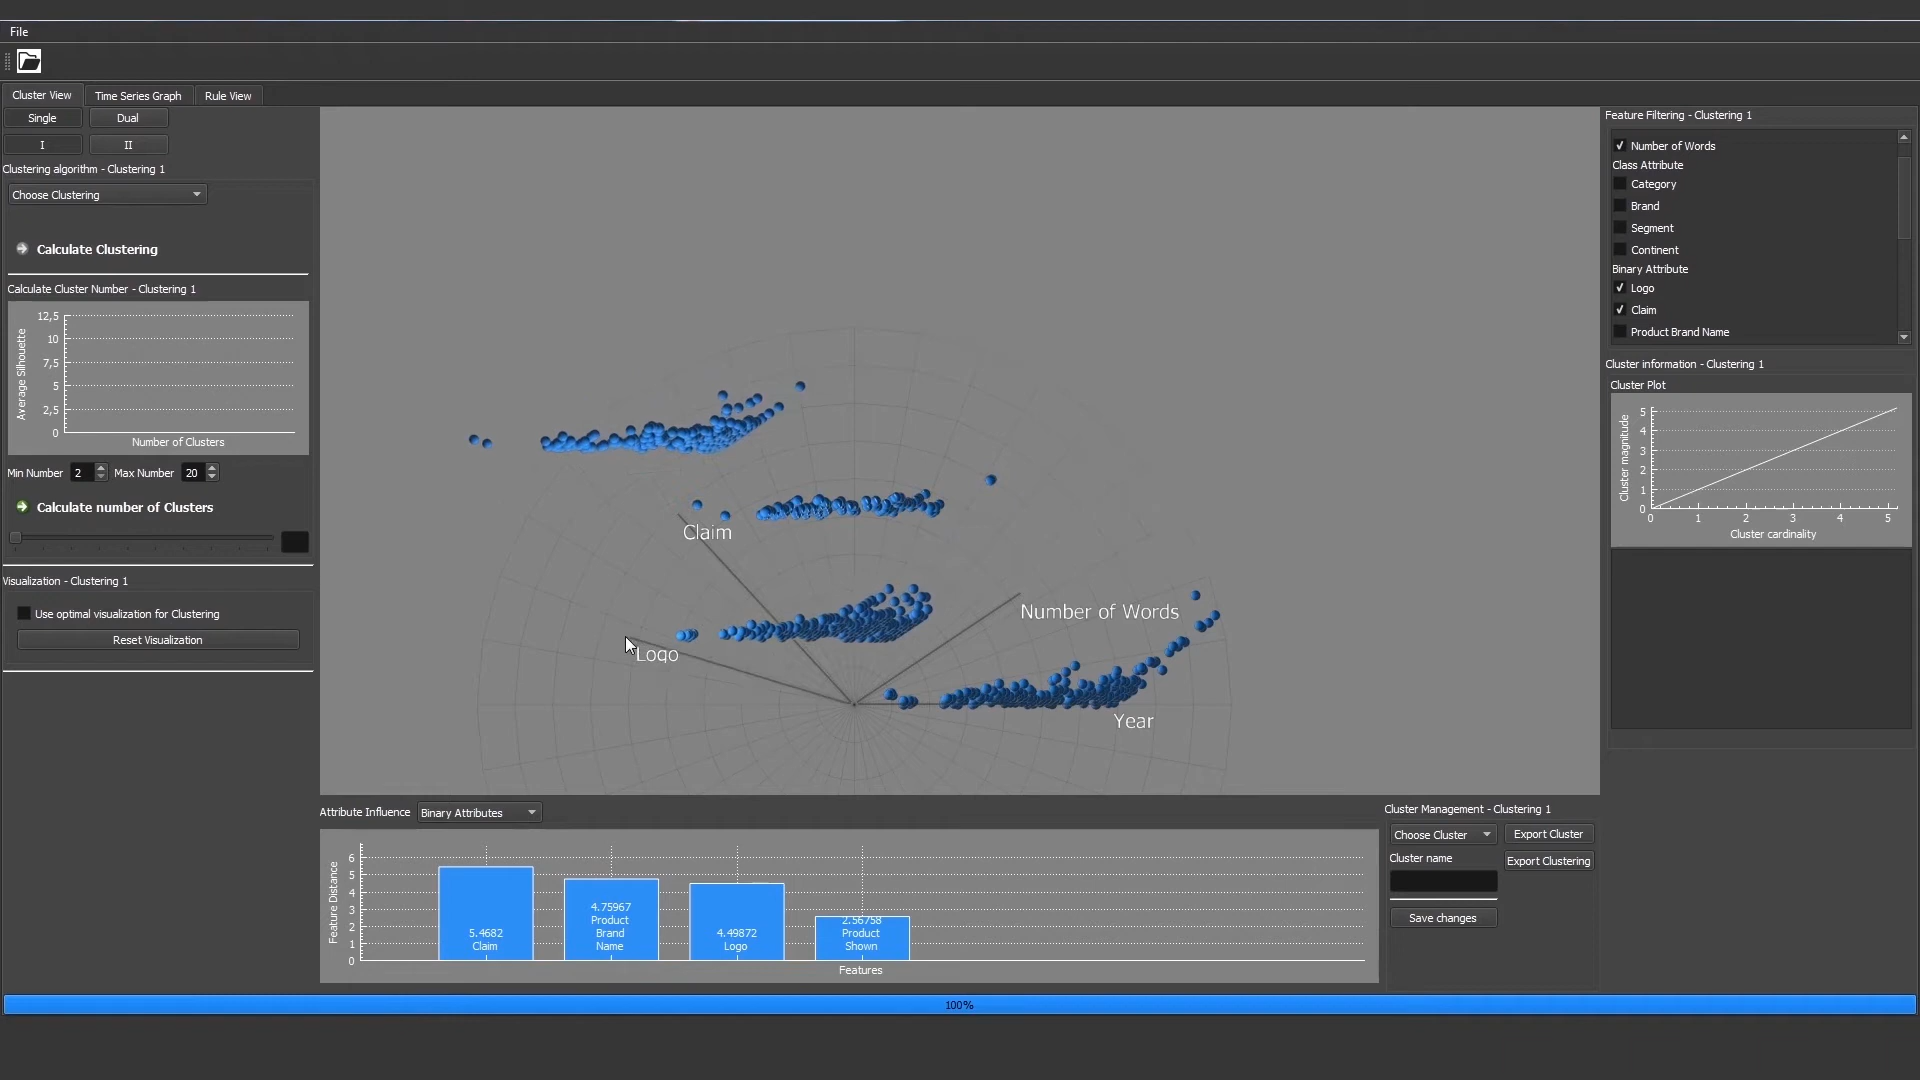 File
Cluster View
Time Series Graph
Rule View
Single
Dual
I
II
Clustering algorithm - Clustering 1
Choose Clustering
Calculate Clustering
Calculate Cluster Number - Clustering 1
12,5
10
7,5
5
2,5
0
Average Silhouette
Number of Clusters
Min Number 2 Max Number 20
Calculate number of Clusters
Visualization - Clustering 1
Use optimal visualization for Clustering
Reset Visualization
Claim
Number of Words
Logo
Year
Feature Filtering - Clustering 1
Number of Words
Class Attribute
Category
Brand
Segment
Continent
Binary Attribute
Logo
Claim
Product Brand Name
Cluster information - Clustering 1
Cluster Plot
5
4
3
2
1
0
Cluster magnitude
0 1 2 3 4 5
Cluster cardinality
Attribute Influence
Binary Attributes
6
5
4
3
2
1
0
Feature Distance
5.4682
Claim
4.75967
Product
Brand
Name
4.49872
Logo
2.56758
Product
Shown
Features
Cluster Management - Clustering 1
Choose Cluster
Export Cluster
Cluster name
Export Clustering
Save changes
100%